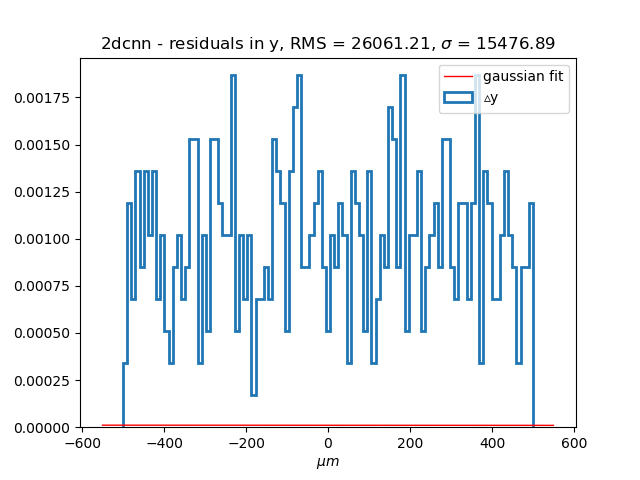 2dcnn - residuals in y, RMS = 26061.21, σ = 15476.89
gaussian fit
▵y
0.00175
0.00150
0.00125
0.00100
0.00075
0.00050
0.00025
0.00000
−600 −400 −200 0 200 400 600
μm